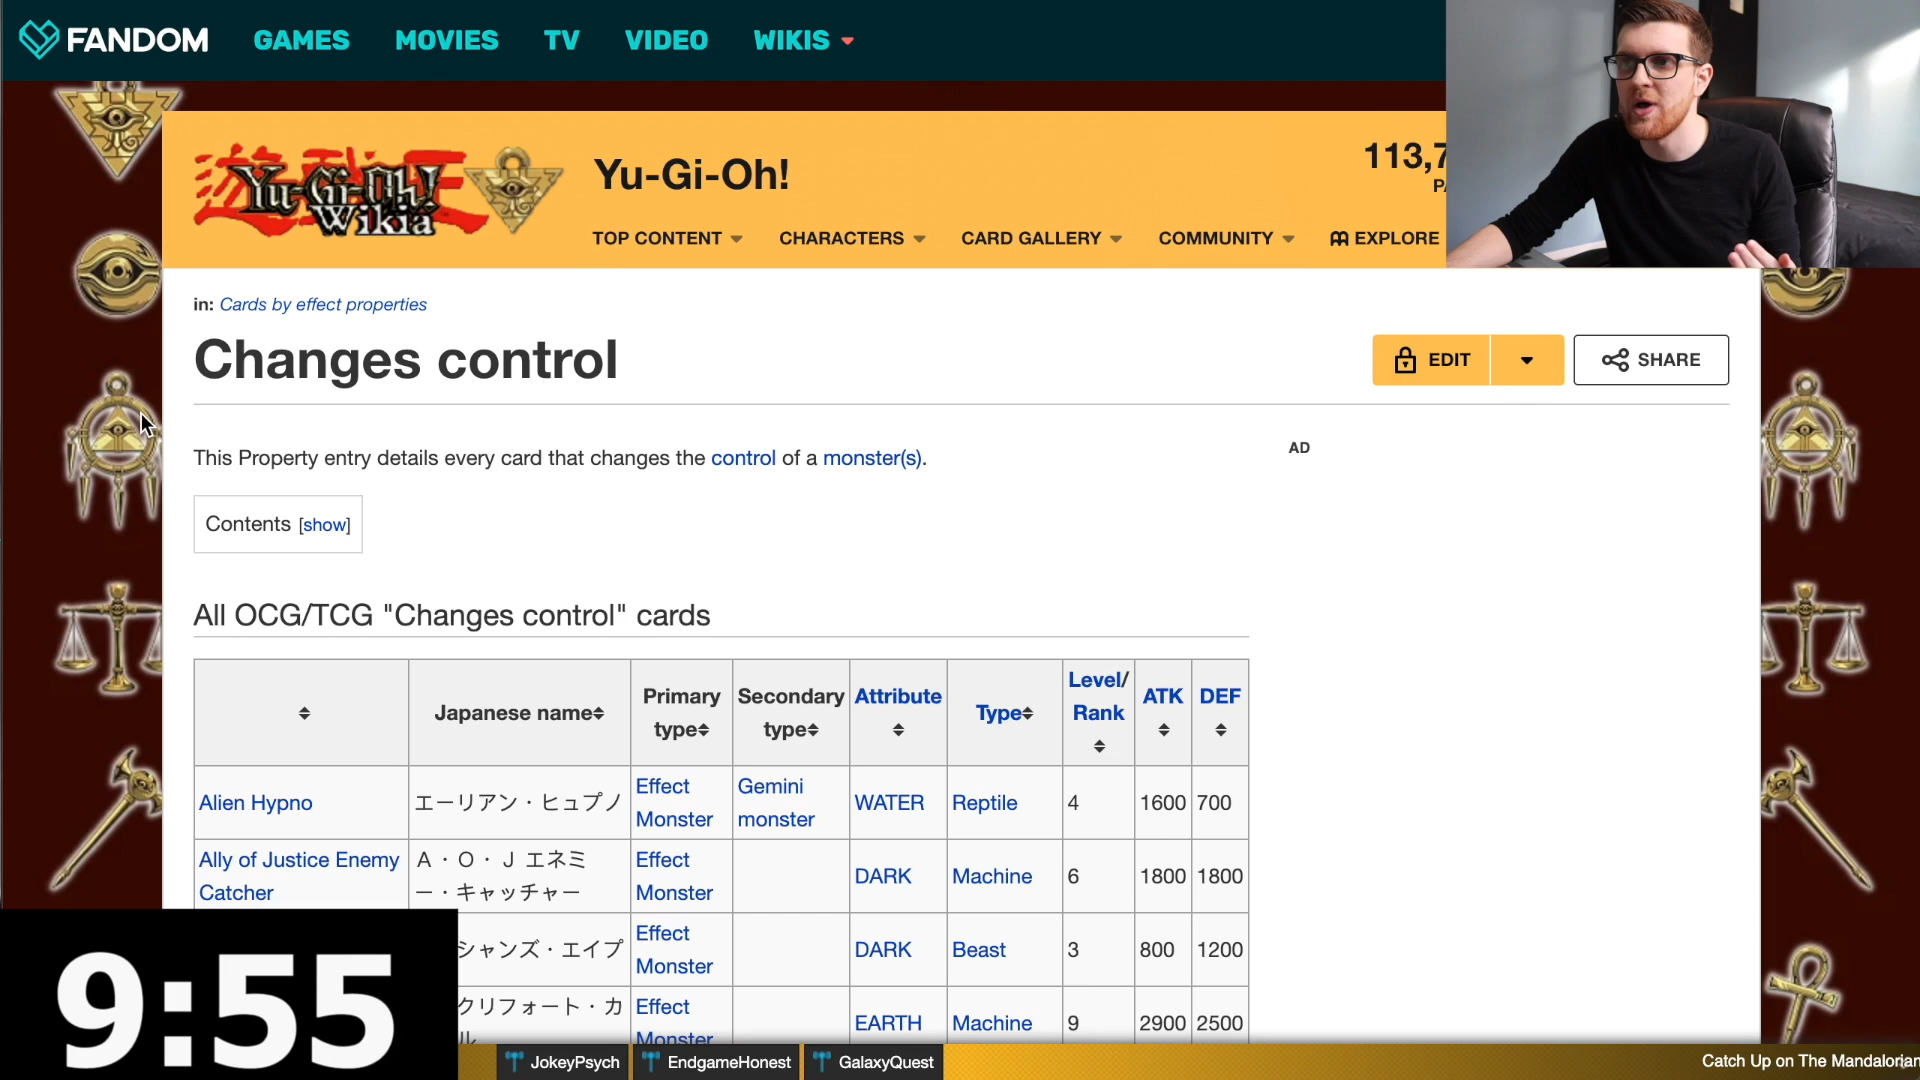 FANDOM GAMES MOVIES TV VIDEO WIKIS
遊戯王
Yu-Gi-Oh!
Wikia
Yu-Gi-Oh!
113,7
TOP CONTENT CHARACTERS CARD GALLERY COMMUNITY EXPLORE
in: Cards by effect properties
Changes control
EDIT SHARE
This Property entry details every card that changes the control of a monster(s).
AD
Contents [show]
All OCG/TCG "Changes control" cards
Japanese name Primary type Secondary type Attribute Type Level/ Rank ATK DEF
Alien Hypno エーリアン・ヒュプノ Effect Monster Gemini monster WATER Reptile 4 1600 700
Ally of Justice Enemy Catcher A・O・J エネミー・キャッチャー Effect Monster DARK Machine 6 1800 1800
シャンズ・エイプ Effect Monster DARK Beast 3 800 1200
クリフォート・カ ル Effect Monster EARTH Machine 9 2900 2500
9:55
JokeyPsych EndgameHonest GalaxyQuest
Catch Up on The Mandalorian